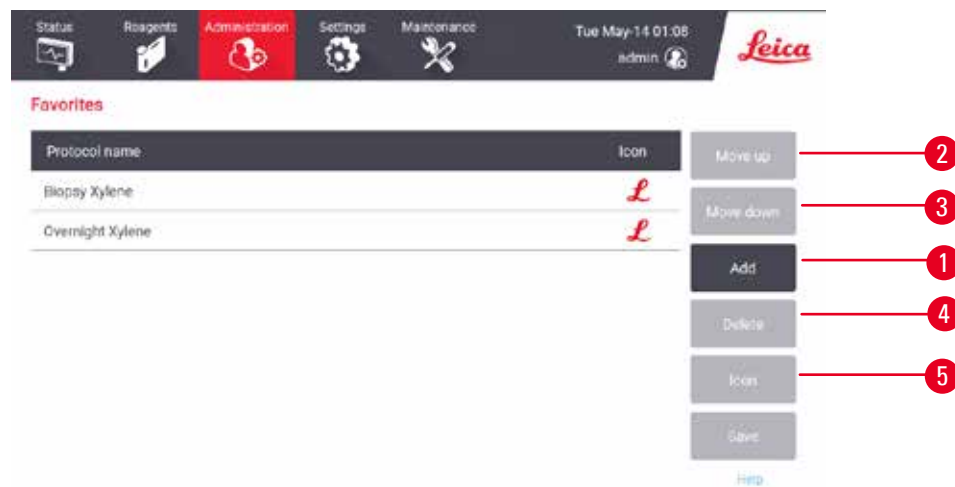 Status Reagents Administration Settings Maintenance
Tue May-14 01:08
admin
Leica
Favorites
Protocol name Icon
Biopsy Xylene L
Overnight Xylene L
Move up 2
Move down 3
Add 1
Delete 4
Icon 5
Save
Help